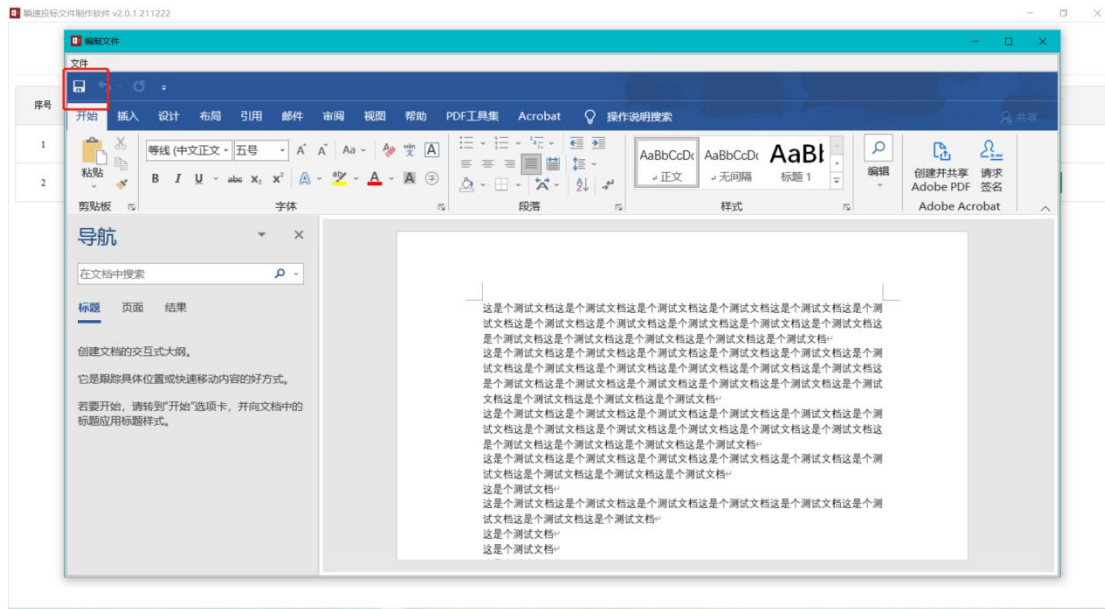 瞬速投标文件制作软件 v2.0.1.211222
编制文件
文件
序号
1
2
开始 插入 设计 布局 引用 邮件 审阅 视图 帮助 PDF工具集 Acrobat 操作说明搜索 共享
等线 (中文正文 五号 A A Aa wén 文 A
B I U abc X₂ X² A aby A A 字
粘贴
AaBbCcDc AaBbCcDc AaBb
正文 无间隔 标题 1
编辑
创建并共享 Adobe PDF
请求 签名
剪贴板 字体 段落 样式 Adobe Acrobat
导航
在文档中搜索
标题 页面 结果
创建文档的交互式大纲。
它是跟踪具体位置或快速移动内容的好方式。
若要开始，请转到"开始"选项卡，并向文档中的
标题应用标题样式。
这是个测试文档这是个测试文档这是个测试文档这是个测试文档这是个测试文档这是个测
试文档这是个测试文档这是个测试文档这是个测试文档这是个测试文档这是个测试文档这
是个测试文档这是个测试文档这是个测试文档这是个测试文档这是个测试文档
这是个测试文档这是个测试文档这是个测试文档这是个测试文档这是个测试文档这是个测
试文档这是个测试文档这是个测试文档这是个测试文档这是个测试文档这是个测试文档这
是个测试文档这是个测试文档这是个测试文档这是个测试文档这是个测试文档这是个测试
文档这是个测试文档这是个测试文档这是个测试文档
这是个测试文档这是个测试文档这是个测试文档这是个测试文档这是个测试文档这是个测
试文档这是个测试文档这是个测试文档这是个测试文档这是个测试文档这是个测试文档这
是个测试文档这是个测试文档这是个测试文档这是个测试文档
这是个测试文档这是个测试文档这是个测试文档这是个测试文档这是个测试文档这是个测
试文档这是个测试文档这是个测试文档这是个测试文档
这是个测试文档
这是个测试文档这是个测试文档这是个测试文档这是个测试文档这是个测试文档这是个测
试文档这是个测试文档这是个测试文档
这是个测试文档
这是个测试文档